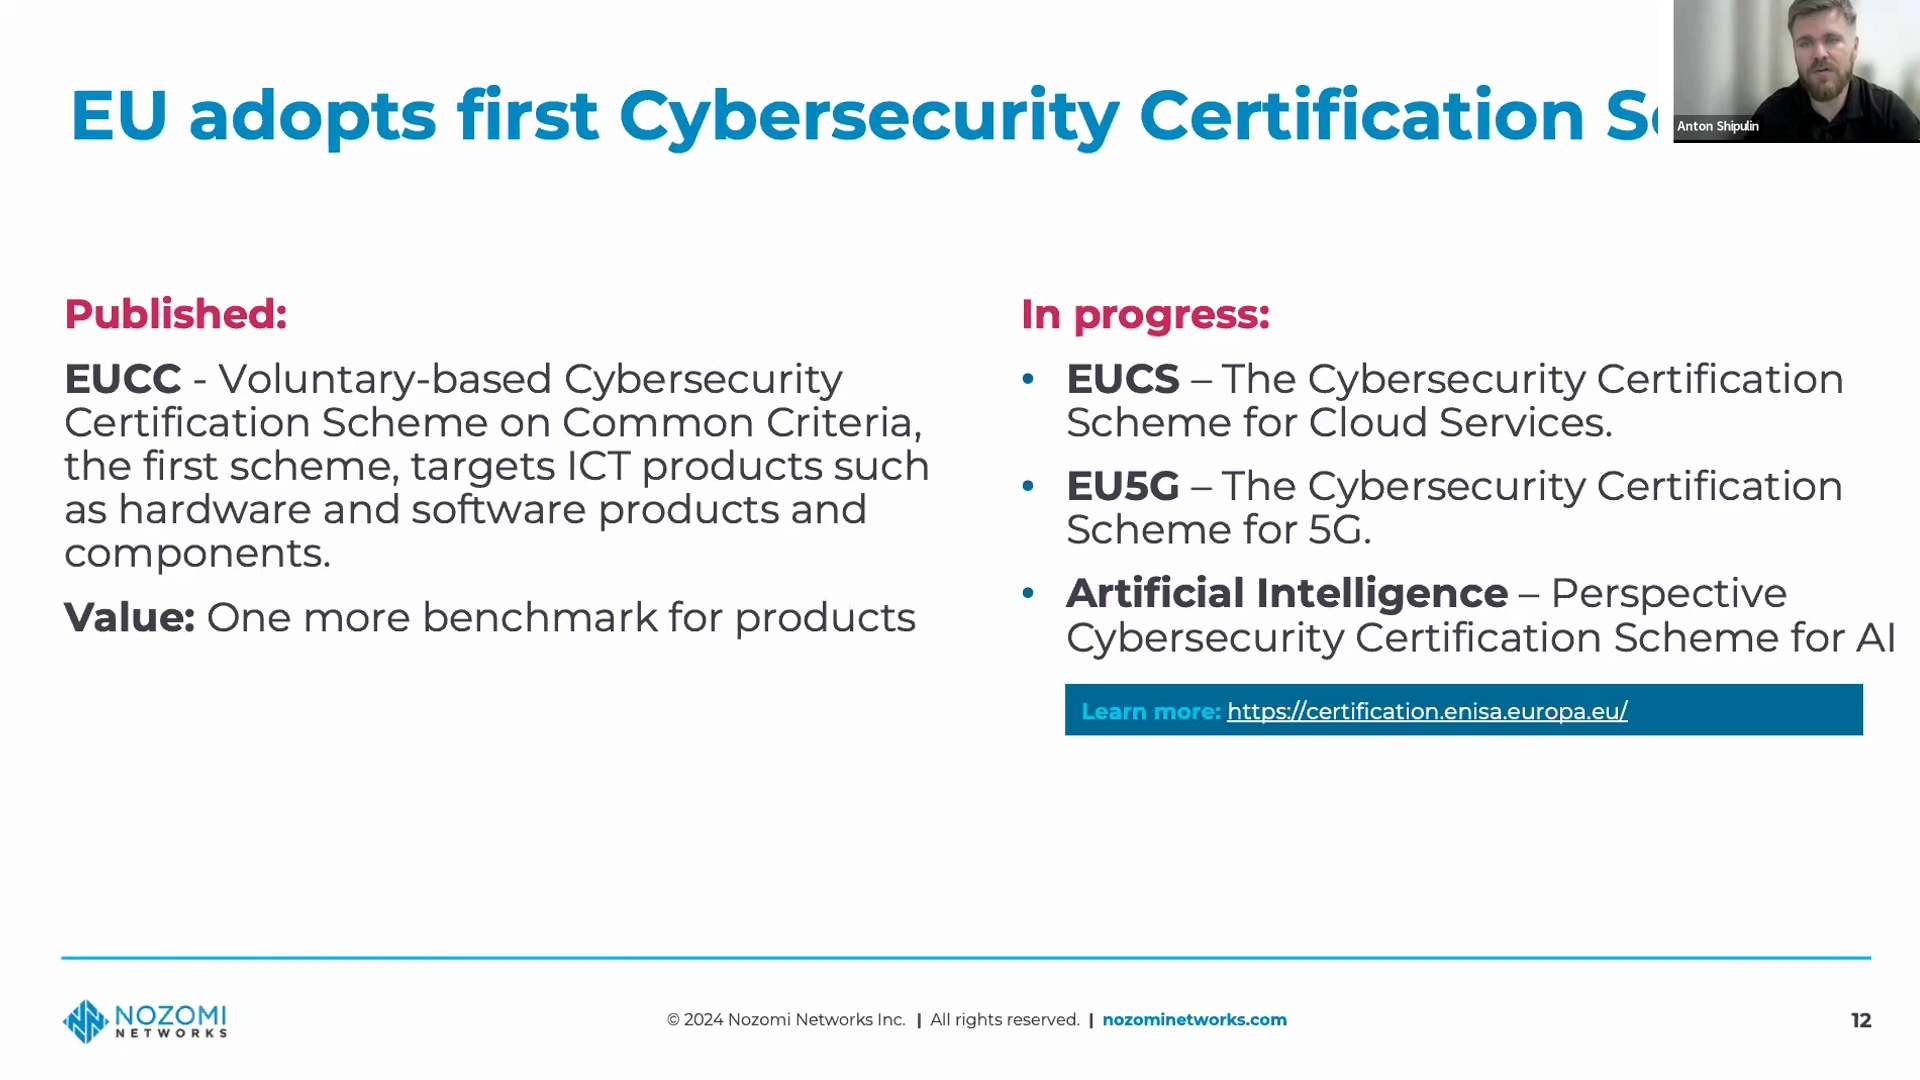 EU adopts first Cybersecurity Certification
Anton Shipulin
Published:
EUCC - Voluntary-based Cybersecurity
Certification Scheme on Common Criteria,
the first scheme, targets ICT products such
as hardware and software products and
components.
Value: One more benchmark for products
In progress:
• EUCS – The Cybersecurity Certification
Scheme for Cloud Services.
• EU5G – The Cybersecurity Certification
Scheme for 5G.
• Artificial Intelligence – Perspective
Cybersecurity Certification Scheme for AI
Learn more: https://certification.enisa.europa.eu/
NOZOMI
NETWORKS
© 2024 Nozomi Networks Inc. | All rights reserved. | nozominetworks.com
12